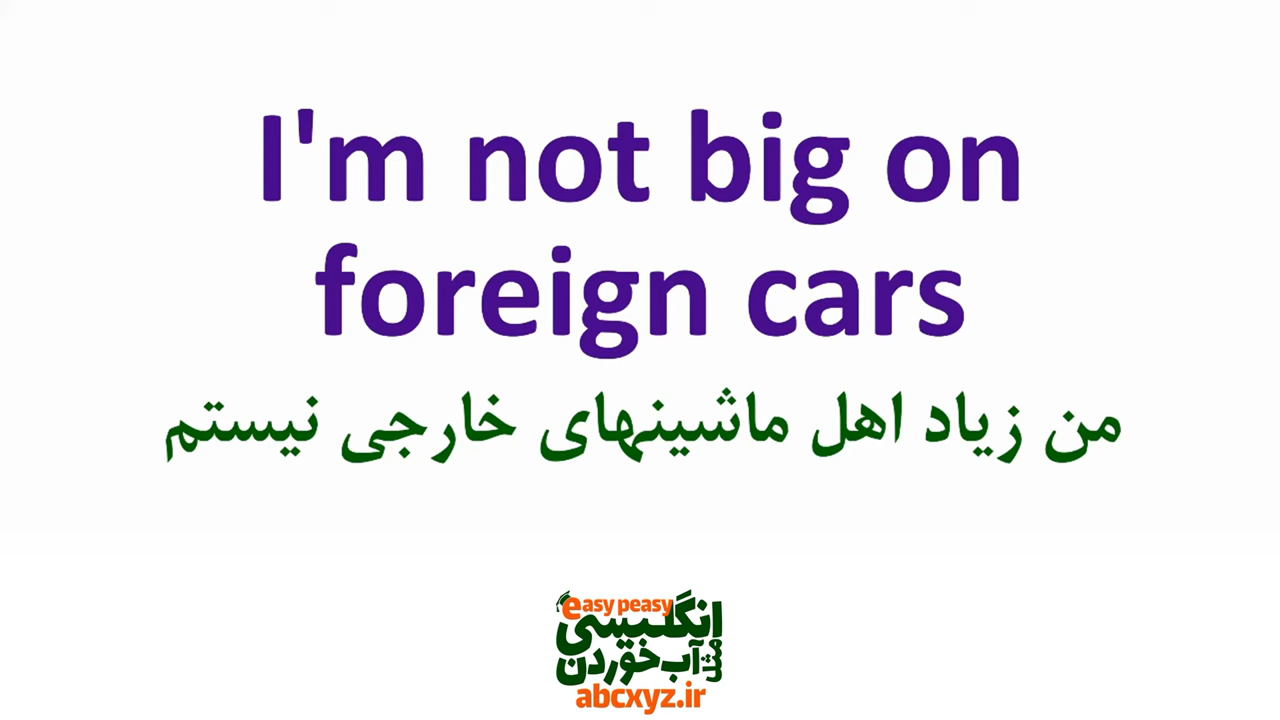 I'm not big on
foreign cars
من زیاد اهل ماشینهای خارجی نیستم
easy peasy
انگلیسی
مثل آب خوردن
abcxyz.ir